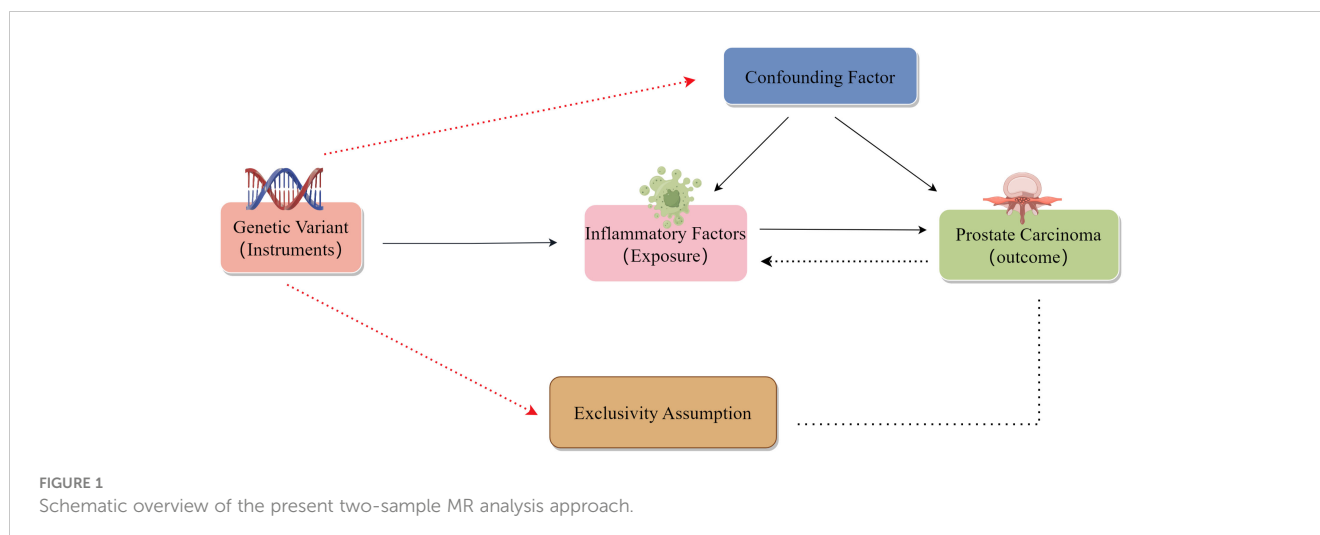 Confounding Factor
Genetic Variant
(Instruments)
Inflammatory Factors
(Exposure)
Prostate Carcinoma
(outcome)
Exclusivity Assumption
FIGURE 1
Schematic overview of the present two-sample MR analysis approach.